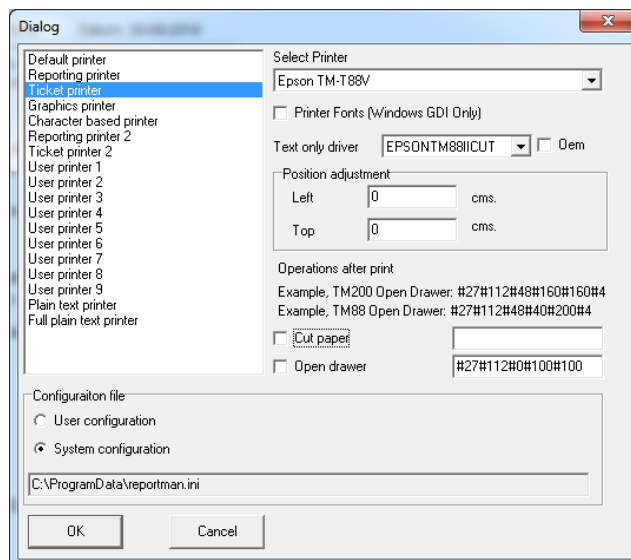 Dialog
Default printer
Reporting printer
Ticket printer
Graphics printer
Character based printer
Reporting printer 2
Ticket printer 2
User printer 1
User printer 2
User printer 3
User printer 4
User printer 5
User printer 6
User printer 7
User printer 8
User printer 9
Plain text printer
Full plain text printer
Select Printer
Epson TM-T88V
Printer Fonts (Windows GDI Only)
Text only driver EPSONTM88IICUT Oem
Position adjustment
Left 0 cms.
Top 0 cms.
Operations after print
Example, TM200 Open Drawer: #27#112#48#160#160#4
Example, TM88 Open Drawer: #27#112#48#40#200#4
Cut paper
Open drawer #27#112#0#100#100
Configuraiton file
User configuration
System configuration
C:\ProgramData\reportman.ini
OK Cancel